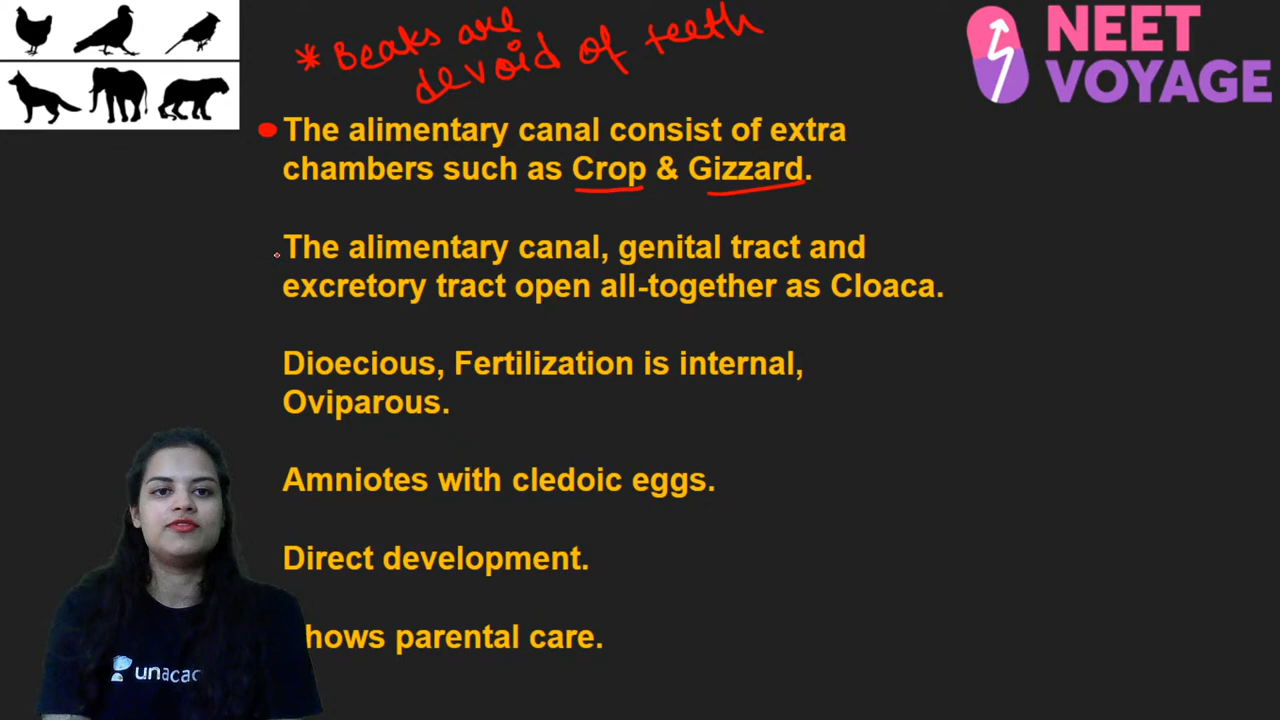 * Beaks are
devoid of teeth
NEET
VOYAGE
The alimentary canal consist of extra
chambers such as Crop & Gizzard.
The alimentary canal, genital tract and
excretory tract open all-together as Cloaca.
Dioecious, Fertilization is internal,
Oviparous.
Amniotes with cledoic eggs.
Direct development.
hows parental care.
unacac